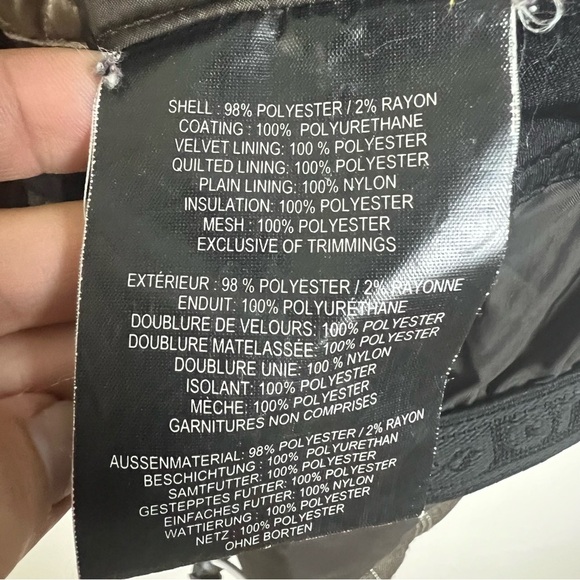 SHELL : 98% POLYESTER / 2% RAYON
COATING : 100% POLYURETHANE
VELVET LINING: 100 % POLYESTER
QUILTED LINING: 100% POLYESTER
PLAIN LINING: 100% NYLON
INSULATION: 100% POLYESTER
MESH : 100% POLYESTER
EXCLUSIVE OF TRIMMINGS
EXTÉRIEUR : 98 % POLYESTER / 2% RAYONNE
ENDUIT: 100% POLYURÉTHANE
DOUBLURE DE VELOURS: 100% POLYESTER
DOUBLURE MATELASSÉE: 100% POLYESTER
DOUBLURE UNIE: 100 % NYLON
ISOLANT: 100% POLYESTER
MÈCHE: 100% POLYESTER
GARNITURES NON COMPRISES
AUSSENMATERIAL: 98% POLYESTER / 2% RAYON
BESCHICHTUNG : 100% POLYURETHAN
SAMTFUTTER: 100% POLYESTER
GESTEPPTES FUTTER: 100% POLYESTER
EINFACHES FUTTER: 100% NYLON
WATTIERUNG : 100% POLYESTER
NETZ : 100% POLYESTER
OHNE BORTEN